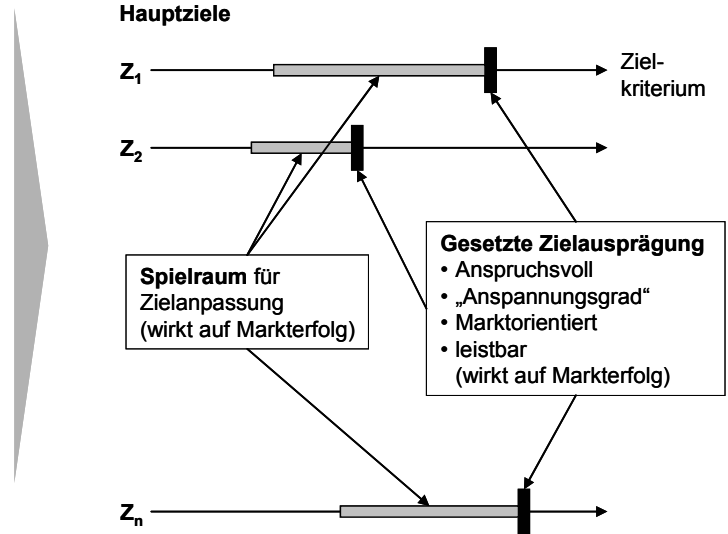 Hauptziele
Z1
Ziel-
kriterium
Z2
Spielraum für
Zielanpassung
(wirkt auf Markterfolg)
Gesetzte Zielausprägung
• Anspruchsvoll
• „Anspannungsgrad“
• Marktorientiert
• leistbar
(wirkt auf Markterfolg)
Zn